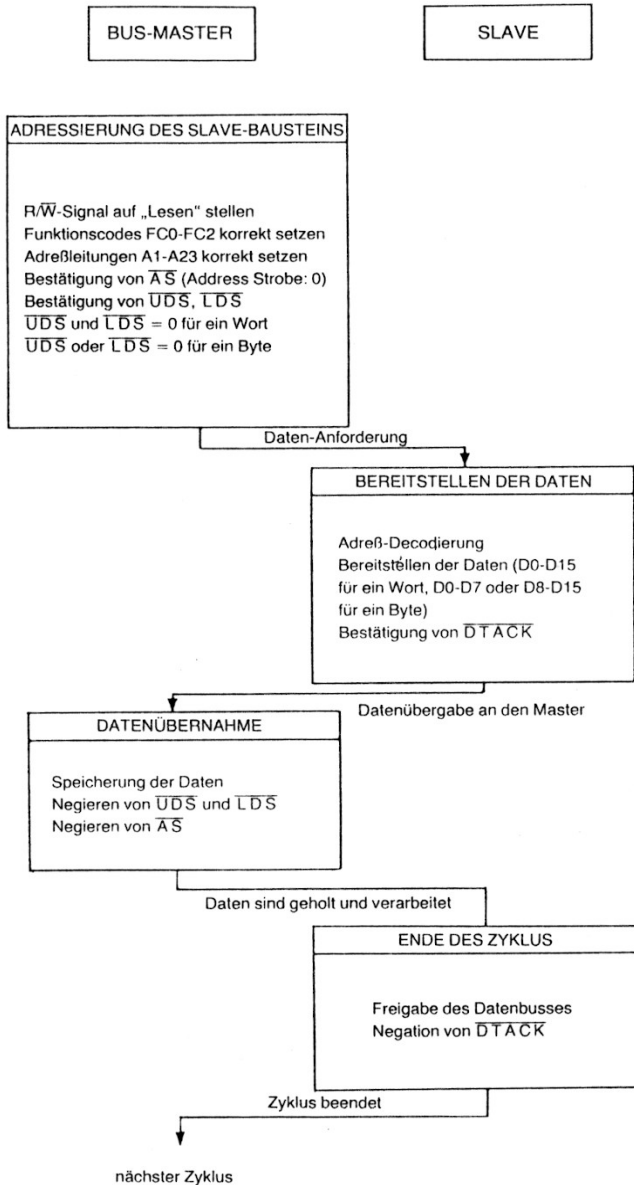 BUS-MASTER
SLAVE
ADRESSIERUNG DES SLAVE-BAUSTEINS
R/W̅-Signal auf „Lesen“ stellen
Funktionscodes FC0-FC2 korrekt setzen
Adreßleitungen A1-A23 korrekt setzen
Bestätigung von A̅S̅ (Address Strobe: 0)
Bestätigung von U̅D̅S̅, L̅D̅S̅
U̅D̅S̅ und L̅D̅S̅ = 0 für ein Wort
U̅D̅S̅ oder L̅D̅S̅ = 0 für ein Byte
Daten-Anforderung
BEREITSTELLEN DER DATEN
Adreß-Decodierung
Bereitstellen der Daten (D0-D15
für ein Wort, D0-D7 oder D8-D15
für ein Byte)
Bestätigung von D̅T̅A̅C̅K̅
Datenübergabe an den Master
DATENÜBERNAHME
Speicherung der Daten
Negieren von U̅D̅S̅ und L̅D̅S̅
Negieren von A̅S̅
Daten sind geholt und verarbeitet
ENDE DES ZYKLUS
Freigabe des Datenbusses
Negation von D̅T̅A̅C̅K̅
Zyklus beendet
nächster Zyklus